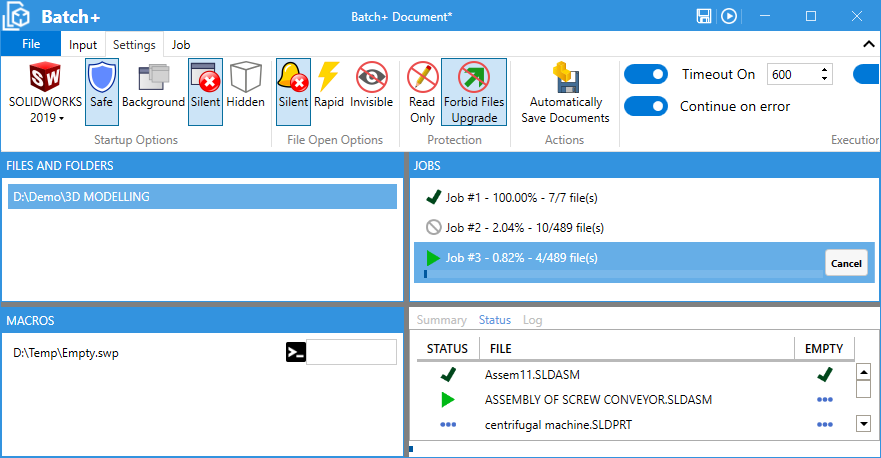 Batch+
Batch+ Document*
File Input Settings Job
SOLIDWORKS 2019
Safe
Background
Silent
Hidden
Startup Options
Silent
Rapid
Invisible
File Open Options
Read Only
Forbid Files Upgrade
Protection
Automatically Save Documents
Actions
Timeout On 600
Continue on error
Execution
FILES AND FOLDERS
D:\Demo\3D MODELLING
JOBS
Job #1 - 100.00% - 7/7 file(s)
Job #2 - 2.04% - 10/489 file(s)
Job #3 - 0.82% - 4/489 file(s)
Cancel
MACROS
D:\Temp\Empty.swp
Summary Status Log
STATUS FILE EMPTY
Assem11.SLDASM
ASSEMBLY OF SCREW CONVEYOR.SLDASM
centrifugal machine.SLDPRT